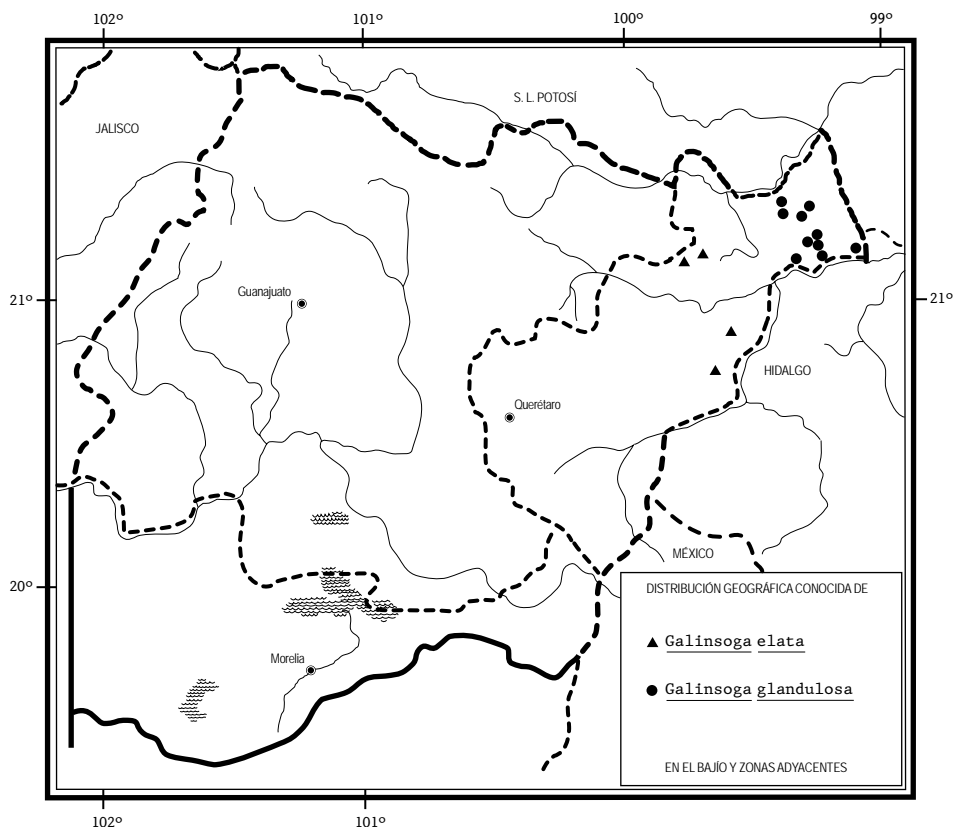 102º 101º 100º 99º
S. L. POTOSÍ
JALISCO
Guanajuato
21º 21º
HIDALGO
Querétaro
MÉXICO
20º
DISTRIBUCIÓN GEOGRÁFICA CONOCIDA DE
Galinsoga elata
Morelia
Galinsoga glandulosa
EN EL BAJÍO Y ZONAS ADYACENTES
102º 101º